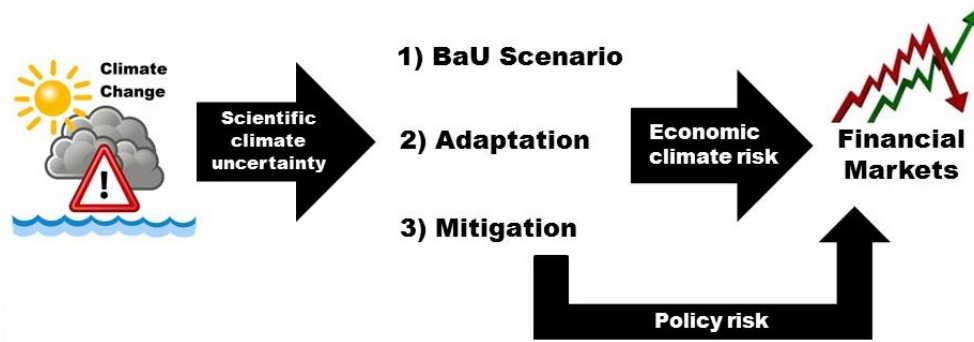 Climate
Change
Scientific
climate
uncertainty
1) BaU Scenario
2) Adaptation
3) Mitigation
Economic
climate risk
Financial
Markets
Policy risk
!